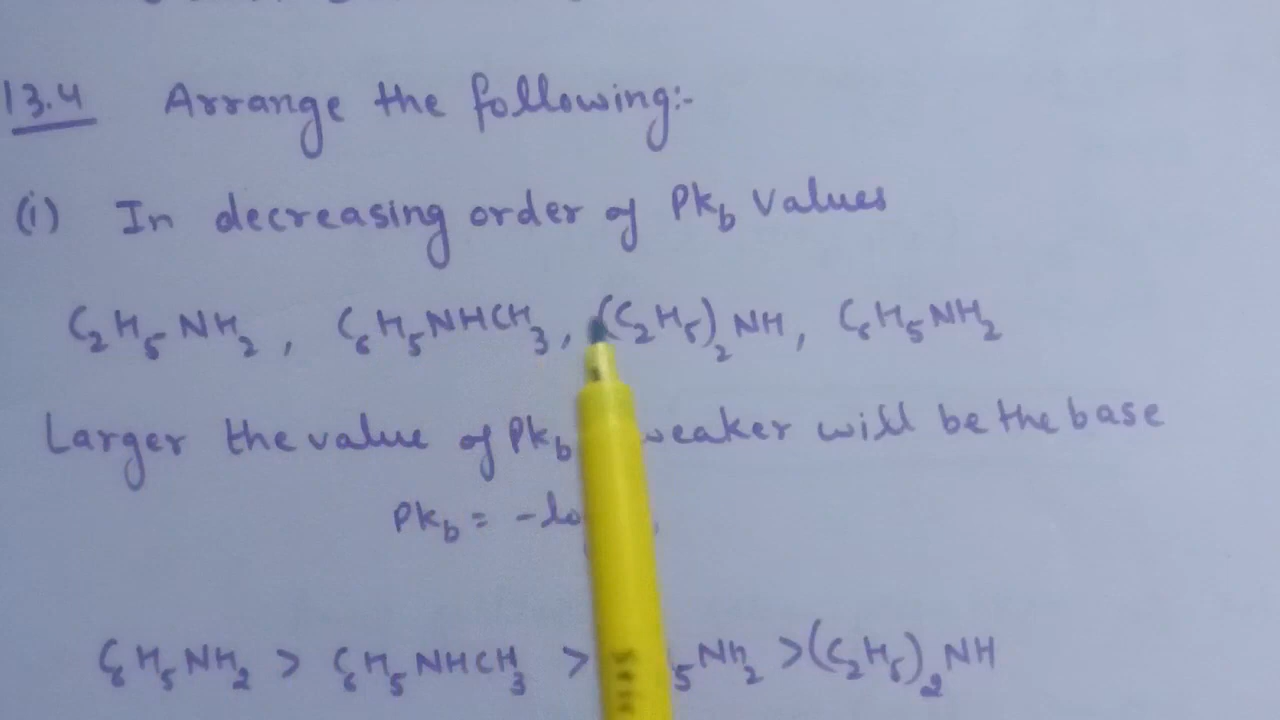 13.4 Arrange the following:-
(i) In decreasing order of Pkb values
C2H5NH2, C6H5NHCH3, (C2H5)2NH, C6H5NH2
Larger the value of Pkb weaker will be the base
Pkb = -lo
C6H5NH2 > C6H5NHCH3 > 5NH2 > (C2H5)2NH